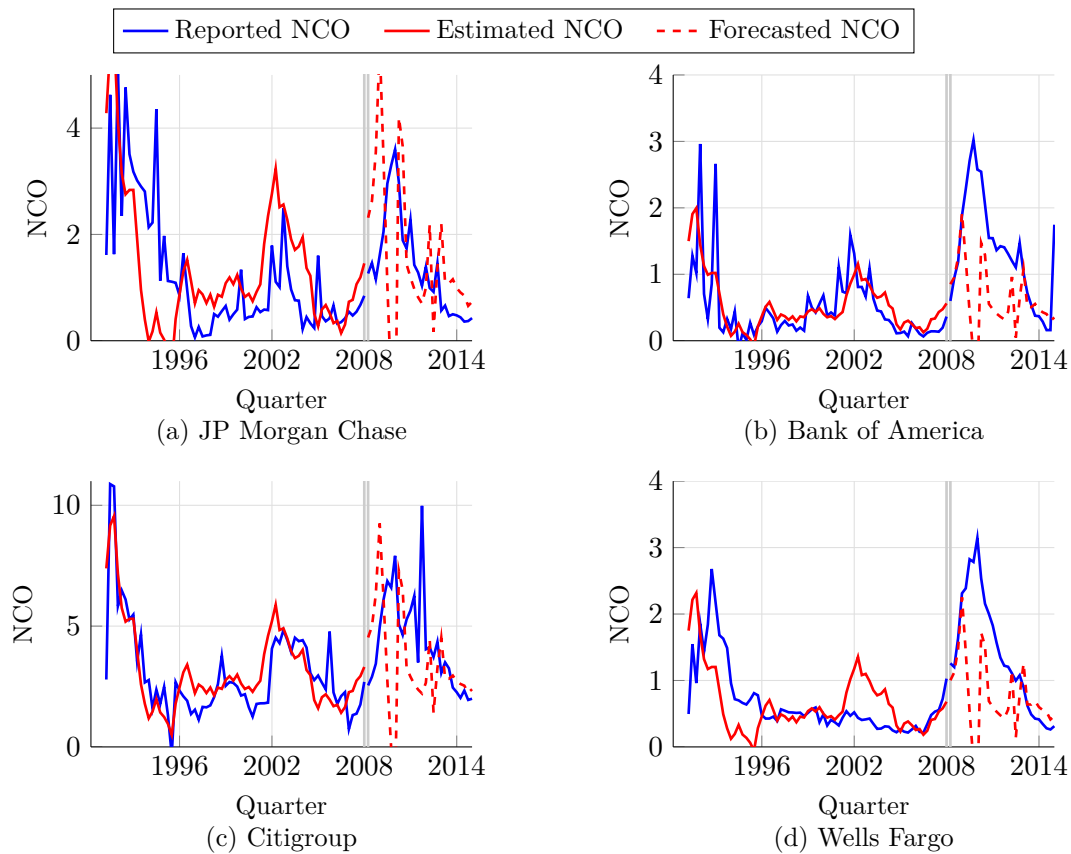 Reported NCO Estimated NCO Forecasted NCO
4
2
0
NCO
1996 2002 2008 2014
Quarter
(a) JP Morgan Chase
4
3
2
1
0
NCO
1996 2002 2008 2014
Quarter
(b) Bank of America
10
5
0
NCO
1996 2002 2008 2014
Quarter
(c) Citigroup
4
3
2
1
0
NCO
1996 2002 2008 2014
Quarter
(d) Wells Fargo